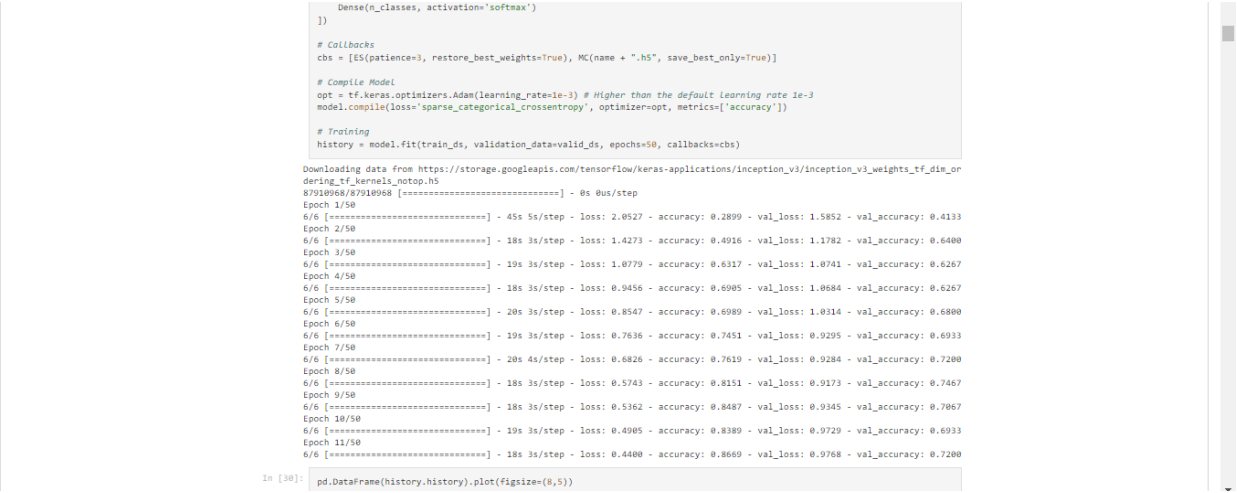 Dense(n_classes, activation='softmax')
])
# Callbacks
cbs = [ES(patience=3, restore_best_weights=True), MC(name + ".h5", save_best_only=True)]
# Compile Model
opt = tf.keras.optimizers.Adam(learning_rate=1e-3) # Higher than the default learning rate 1e-3
model.compile(loss='sparse_categorical_crossentropy', optimizer=opt, metrics=['accuracy'])
# Training
history = model.fit(train_ds, validation_data=valid_ds, epochs=50, callbacks=cbs)
Downloading data from https://storage.googleapis.com/tensorflow/keras-applications/inception_v3/inception_v3_weights_tf_dim_or
dering_tf_kernels_notop.h5
87910968/87910968 [==============================] - 0s 0us/step
Epoch 1/50
6/6 [==============================] - 45s 5s/step - loss: 2.0527 - accuracy: 0.2899 - val_loss: 1.5852 - val_accuracy: 0.4133
Epoch 2/50
6/6 [==============================] - 18s 3s/step - loss: 1.4273 - accuracy: 0.4916 - val_loss: 1.1782 - val_accuracy: 0.6400
Epoch 3/50
6/6 [==============================] - 19s 3s/step - loss: 1.0779 - accuracy: 0.6317 - val_loss: 1.0741 - val_accuracy: 0.6267
Epoch 4/50
6/6 [==============================] - 18s 3s/step - loss: 0.9456 - accuracy: 0.6905 - val_loss: 1.0684 - val_accuracy: 0.6267
Epoch 5/50
6/6 [==============================] - 20s 3s/step - loss: 0.8547 - accuracy: 0.6989 - val_loss: 1.0314 - val_accuracy: 0.6800
Epoch 6/50
6/6 [==============================] - 19s 3s/step - loss: 0.7636 - accuracy: 0.7451 - val_loss: 0.9295 - val_accuracy: 0.6933
Epoch 7/50
6/6 [==============================] - 20s 4s/step - loss: 0.6826 - accuracy: 0.7619 - val_loss: 0.9284 - val_accuracy: 0.7200
Epoch 8/50
6/6 [==============================] - 18s 3s/step - loss: 0.5743 - accuracy: 0.8151 - val_loss: 0.9173 - val_accuracy: 0.7467
Epoch 9/50
6/6 [==============================] - 18s 3s/step - loss: 0.5362 - accuracy: 0.8487 - val_loss: 0.9345 - val_accuracy: 0.7067
Epoch 10/50
6/6 [==============================] - 19s 3s/step - loss: 0.4905 - accuracy: 0.8389 - val_loss: 0.9729 - val_accuracy: 0.6933
Epoch 11/50
6/6 [==============================] - 18s 3s/step - loss: 0.4400 - accuracy: 0.8669 - val_loss: 0.9768 - val_accuracy: 0.7200
In [30]: pd.DataFrame(history.history).plot(figsize=(8,5))